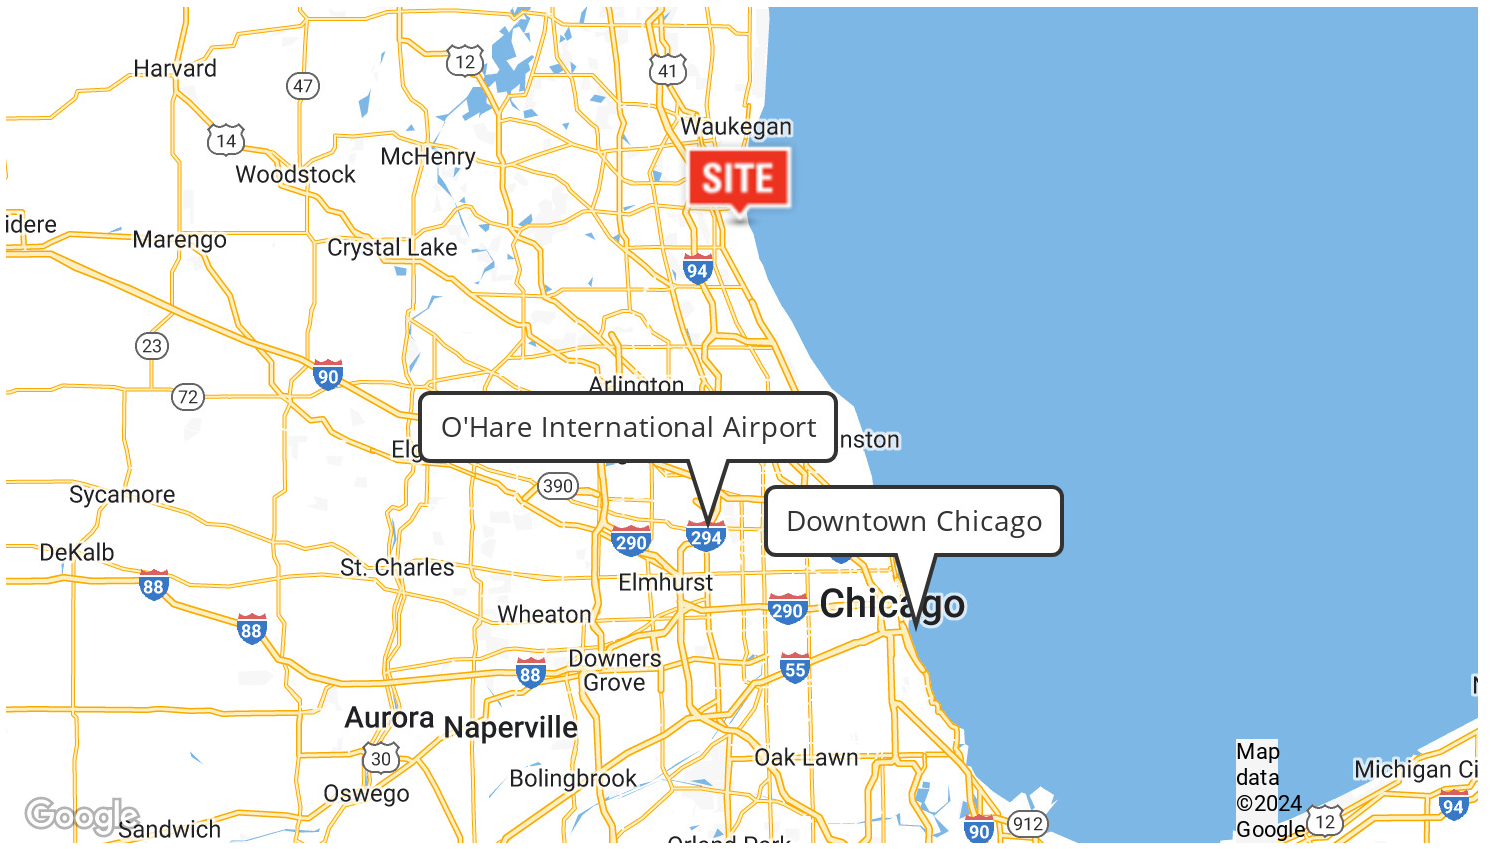 Harvard
12
41
47
Waukegan
14
McHenry
Woodstock
SITE
idere
Marengo
Crystal Lake
94
23
90
72
Arlington
O'Hare International Airport
nston
Elg
390
Sycamore
Downtown Chicago
290
294
DeKalb
St. Charles
Elmhurst
88
Chicago
290
Wheaton
88
Downers
Grove
55
88
Aurora
Naperville
30
Oak Lawn
Bolingbrook
Michigan Ci
Oswego
Map
data
©2024
Google
94
12
912
90
Google
Sandwich
Orland Park